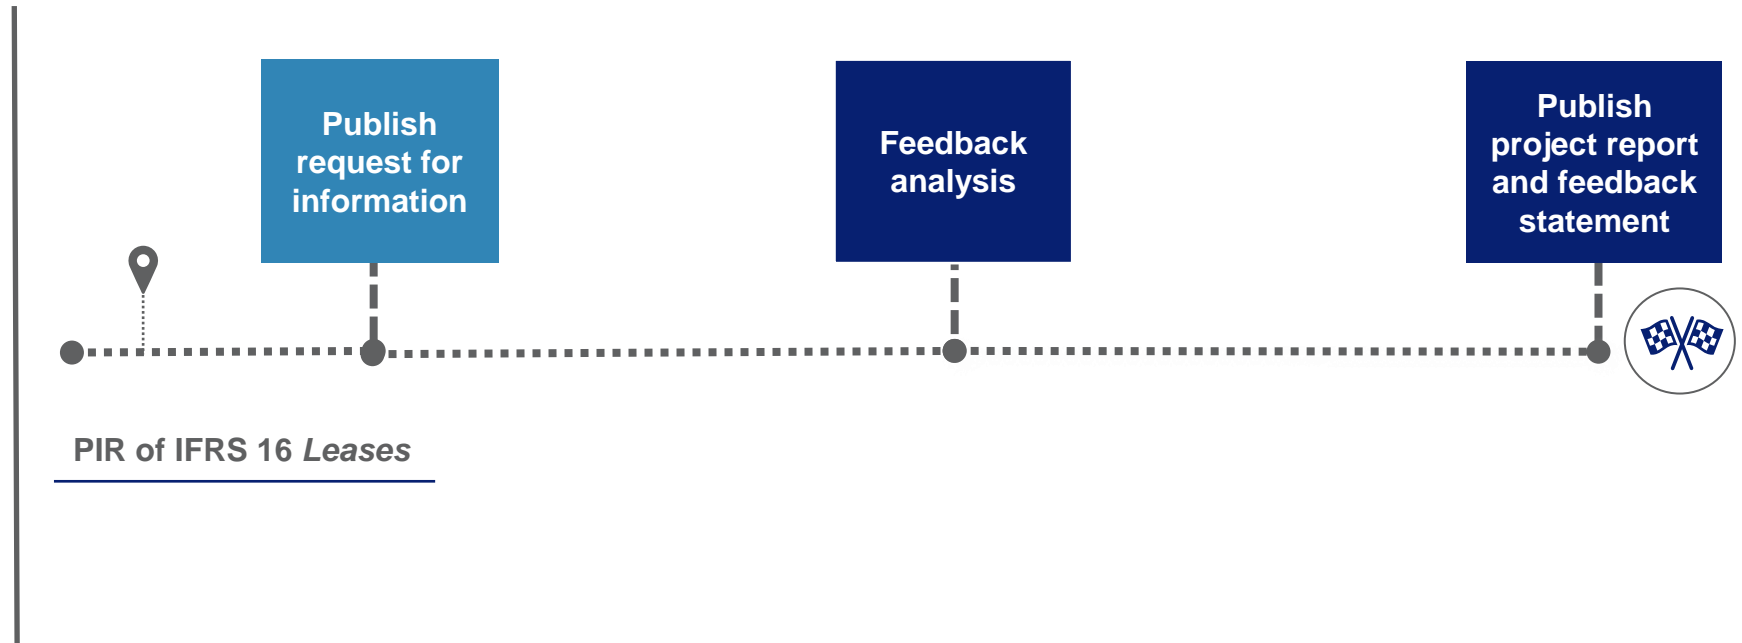 Publish
request for
information
Feedback
analysis
Publish
project report
and feedback
statement
PIR of IFRS 16 Leases